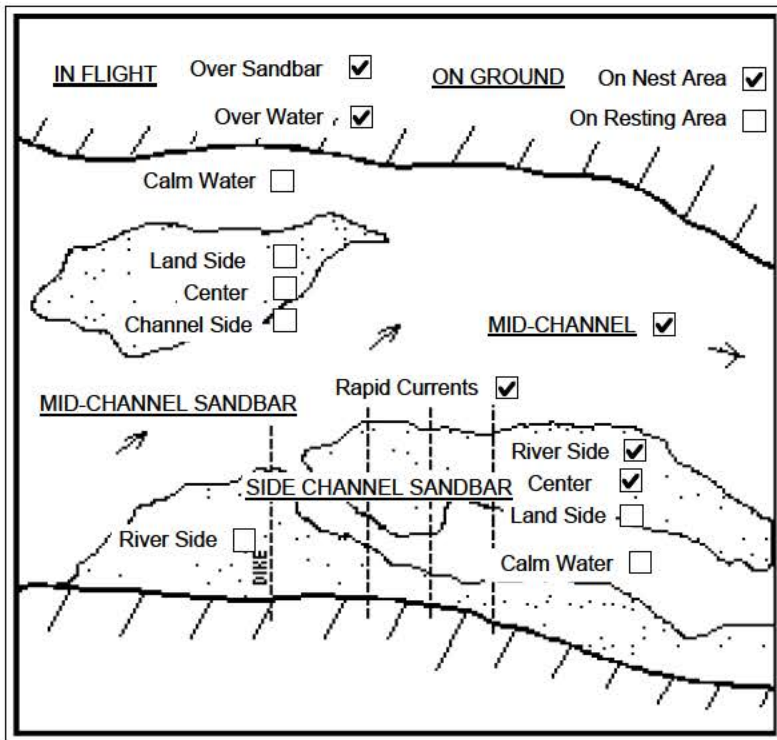 IN FLIGHT Over Sandbar ON GROUND On Nest Area
Over Water On Resting Area
Calm Water
Land Side
Center
Channel Side
MID-CHANNEL
Rapid Currents
MID-CHANNEL SANDBAR
River Side
SIDE CHANNEL SANDBAR Center
Land Side
River Side
DIKE
Calm Water